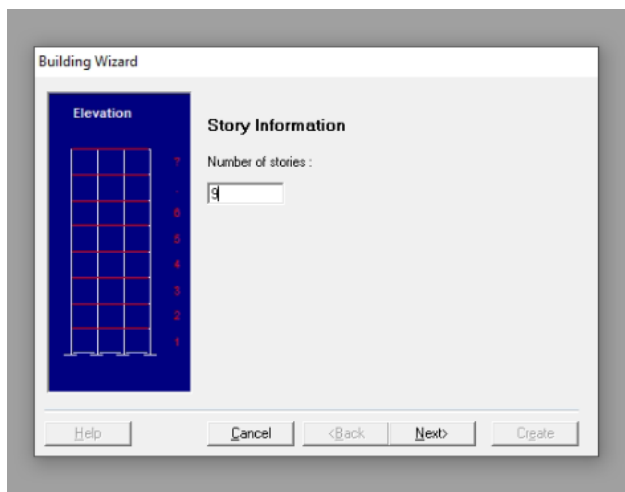 Building Wizard
Elevation
Story Information
Number of stories :
9
7
.
6
5
4
3
2
1
Help
Cancel
<Back
Next>
Create